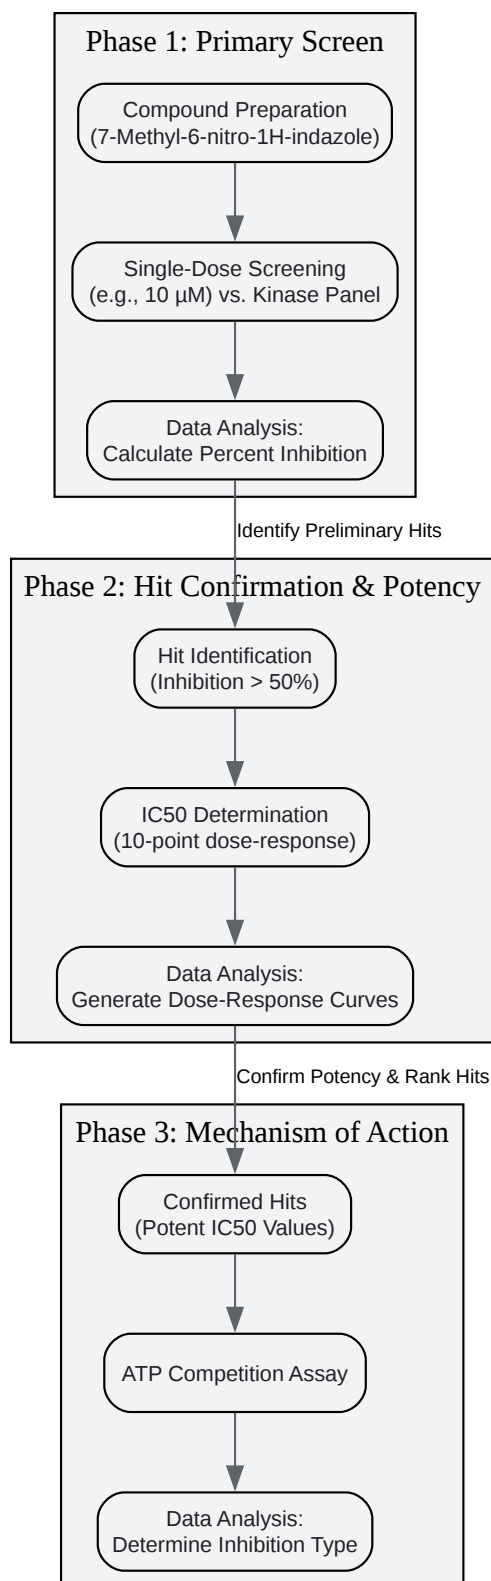 Phase 1: Primary Screen
Compound Preparation
(7-Methyl-6-nitro-1H-indazole)
Single-Dose Screening
(e.g., 10 µM) vs. Kinase Panel
Data Analysis:
Calculate Percent Inhibition
Identify Preliminary Hits
Phase 2: Hit Confirmation & Potency
Hit Identification
(Inhibition > 50%)
IC50 Determination
(10-point dose-response)
Data Analysis:
Generate Dose-Response Curves
Confirm Potency & Rank Hits
Phase 3: Mechanism of Action
Confirmed Hits
(Potent IC50 Values)
ATP Competition Assay
Data Analysis:
Determine Inhibition Type